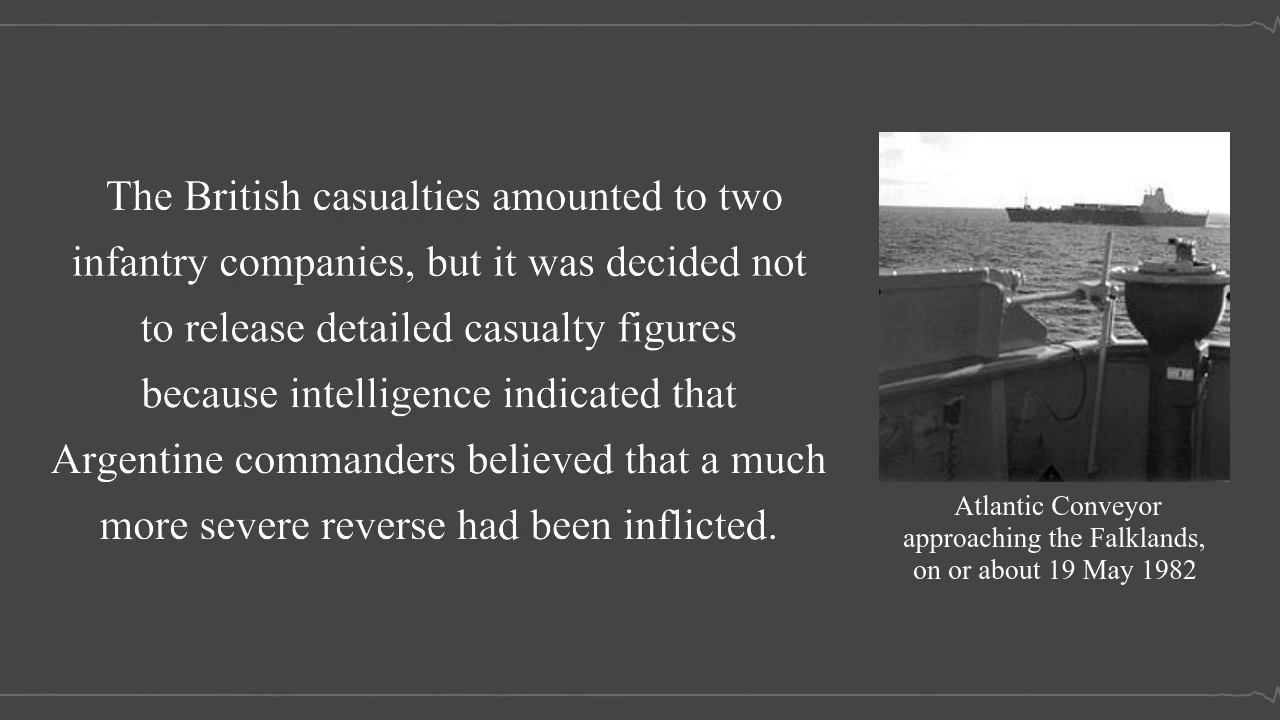 The British casualties amounted to two
infantry companies, but it was decided not
to release detailed casualty figures
because intelligence indicated that
Argentine commanders believed that a much
more severe reverse had been inflicted.
Atlantic Conveyor
approaching the Falklands,
on or about 19 May 1982